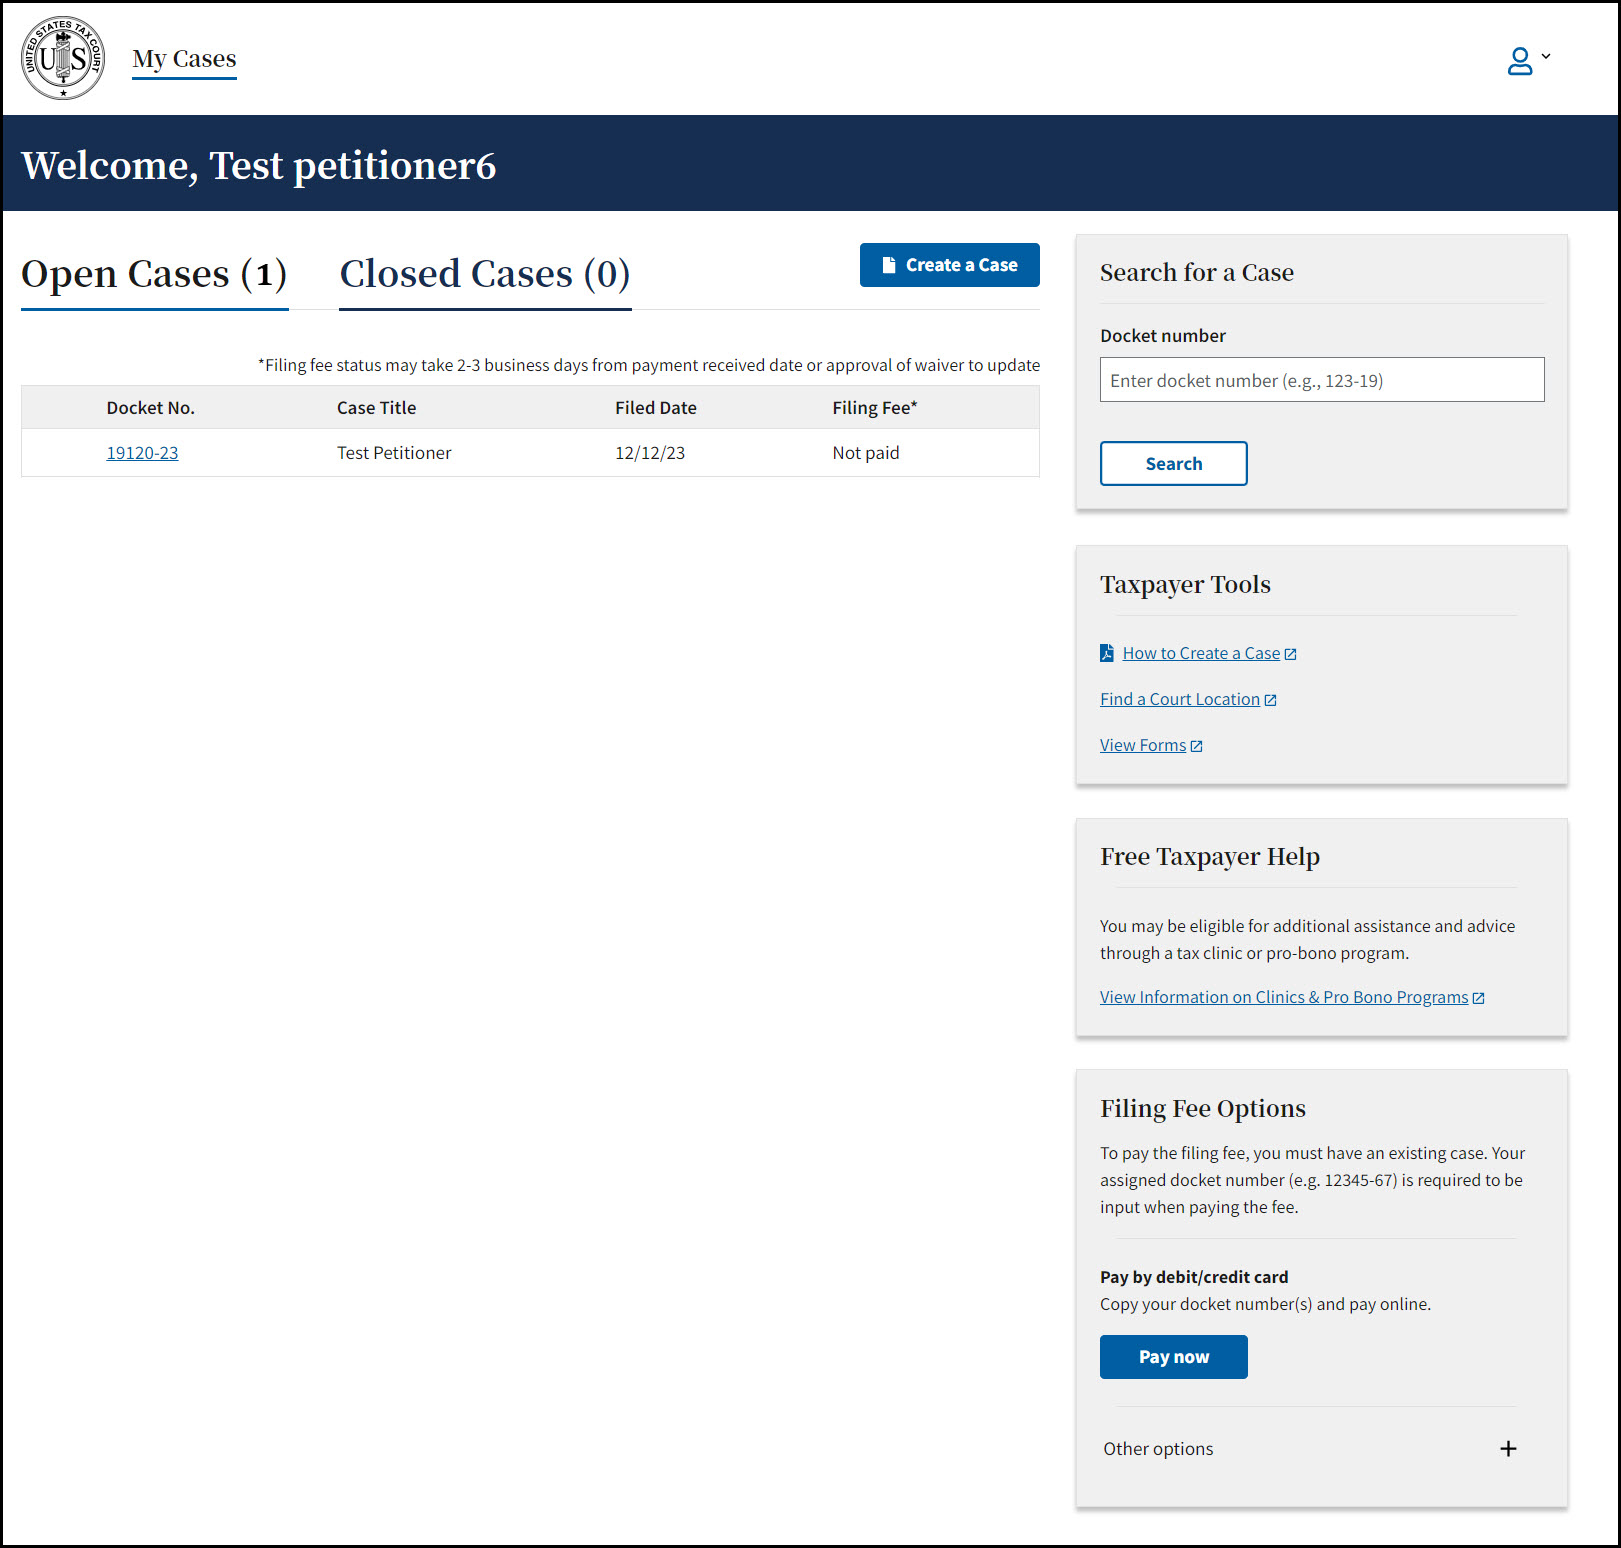 UNITED STATES TAX COURT
US
My Cases
Welcome, Test petitioner6
Open Cases (1)
Closed Cases (0)
Create a Case
*Filing fee status may take 2-3 business days from payment received date or approval of waiver to update
Docket No. Case Title Filed Date Filing Fee*
19120-23 Test Petitioner 12/12/23 Not paid
Search for a Case
Docket number
Enter docket number (e.g., 123-19)
Search
Taxpayer Tools
How to Create a Case
Find a Court Location
View Forms
Free Taxpayer Help
You may be eligible for additional assistance and advice
through a tax clinic or pro-bono program.
View Information on Clinics & Pro Bono Programs
Filing Fee Options
To pay the filing fee, you must have an existing case. Your
assigned docket number (e.g. 12345-67) is required to be
input when paying the fee.
Pay by debit/credit card
Copy your docket number(s) and pay online.
Pay now
Other options